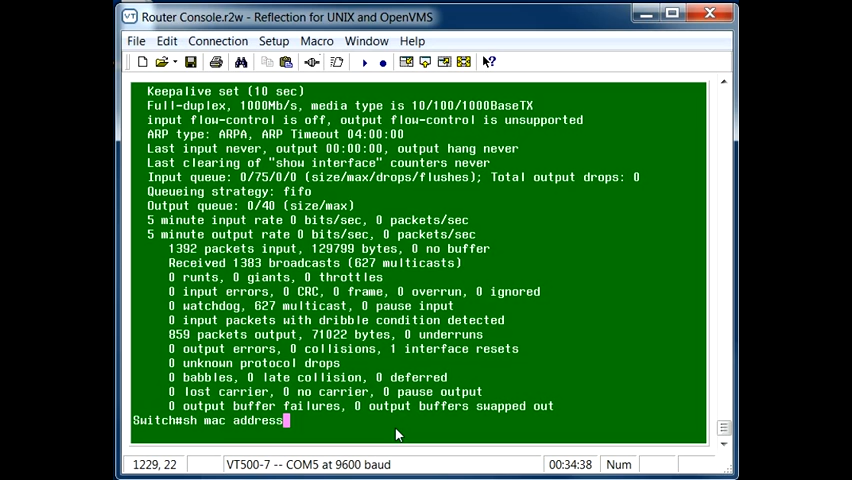 Router Console.r2w - Reflection for UNIX and OpenVMS
File Edit Connection Setup Macro Window Help
Keepalive set (10 sec)
Full-duplex, 1000Mb/s, media type is 10/100/1000BaseTX
input flow-control is off, output flow-control is unsupported
ARP type: ARPA, ARP Timeout 04:00:00
Last input never, output 00:00:00, output hang never
Last clearing of "show interface" counters never
Input queue: 0/75/0/0 (size/max/drops/flushes); Total output drops: 0
Queueing strategy: fifo
Output queue: 0/40 (size/max)
5 minute input rate 0 bits/sec, 0 packets/sec
5 minute output rate 0 bits/sec, 0 packets/sec
1392 packets input, 129799 bytes, 0 no buffer
Received 1383 broadcasts (627 multicasts)
0 runts, 0 giants, 0 throttles
0 input errors, 0 CRC, 0 frame, 0 overrun, 0 ignored
0 watchdog, 627 multicast, 0 pause input
0 input packets with dribble condition detected
859 packets output, 71022 bytes, 0 underruns
0 output errors, 0 collisions, 1 interface resets
0 unknown protocol drops
0 babbles, 0 late collision, 0 deferred
0 lost carrier, 0 no carrier, 0 pause output
0 output buffer failures, 0 output buffers swapped out
Switch#sh mac address
1229, 22 VT500-7 -- COM5 at 9600 baud 00:34:38 Num